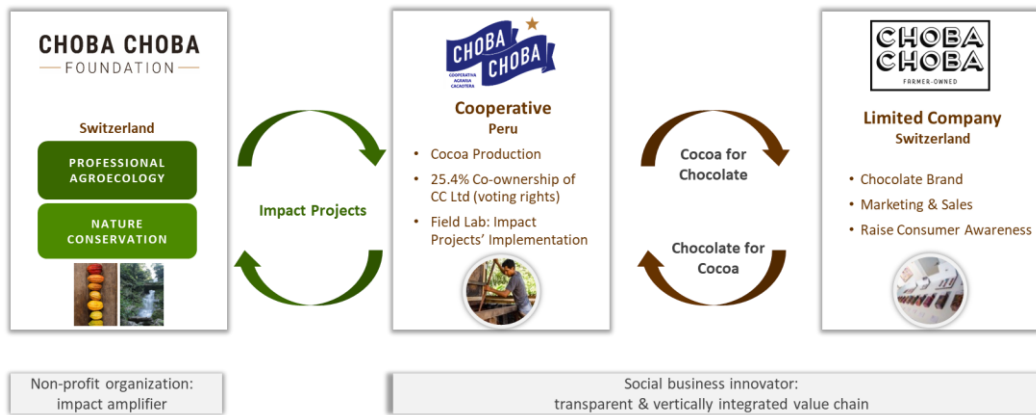 CHOBA CHOBA
FOUNDATION
Switzerland
PROFESSIONAL
AGROECOLOGY
NATURE
CONSERVATION
Impact Projects
CHOBA
CHOBA
COOPERATIVA
AGRARIA
CACAOTERA
Cooperative
Peru
• Cocoa Production
• 25.4% Co-ownership of
CC Ltd (voting rights)
• Field Lab: Impact
Projects' Implementation
Cocoa for
Chocolate
Chocolate for
Cocoa
CHOBA
CHOBA
FARMER-OWNED
Limited Company
Switzerland
• Chocolate Brand
• Marketing & Sales
• Raise Consumer Awareness
Non-profit organization:
impact amplifier
Social business innovator:
transparent & vertically integrated value chain